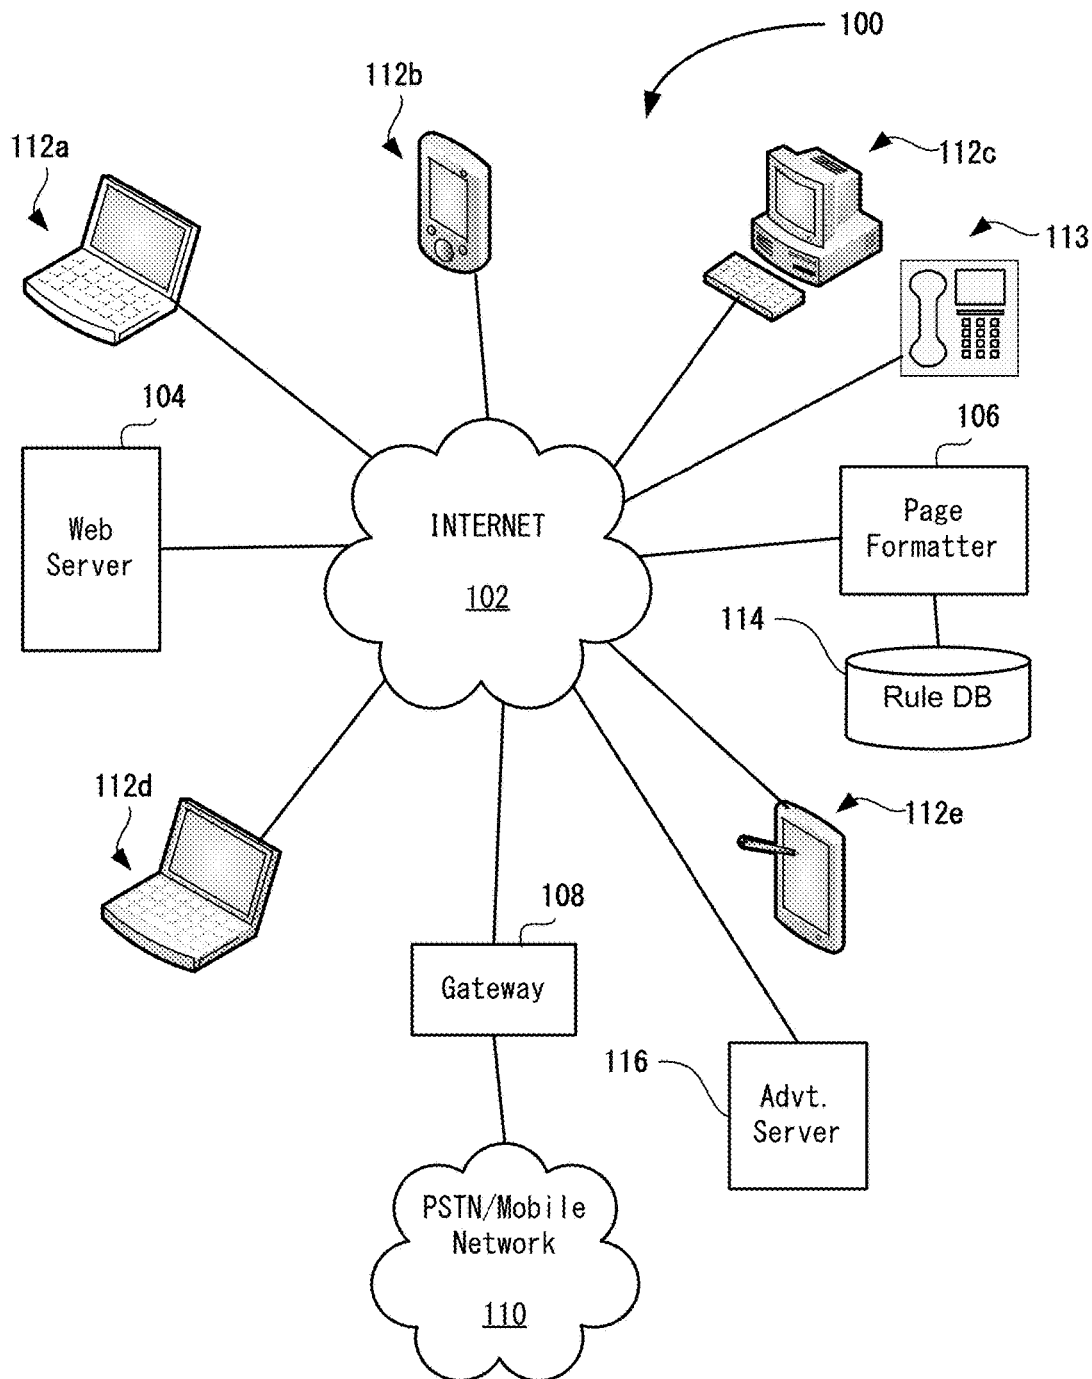 100
112b
112a
112c
113
104
106
Web
Server
INTERNET
102
Page
Formatter
114
Rule DB
112d
112e
108
Gateway
116
Advt.
Server
PSTN/Mobile
Network
110